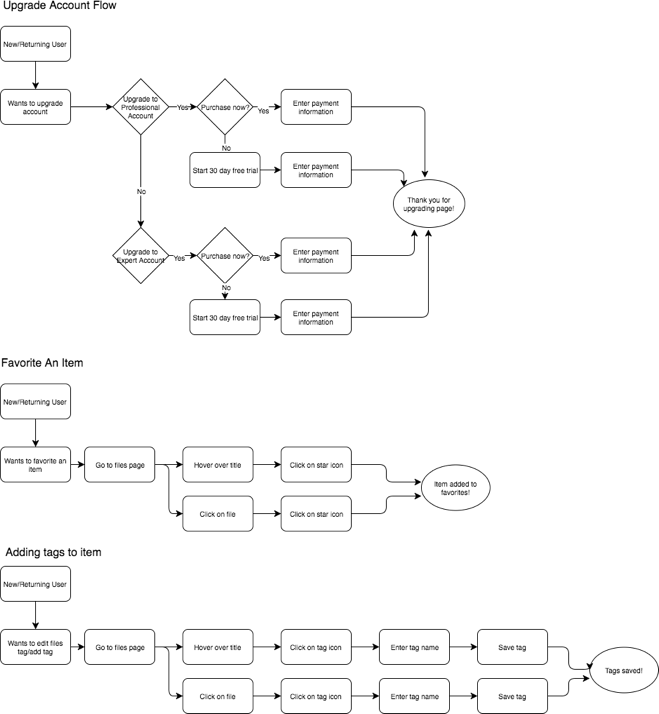 Upgrade Account Flow
New/Returning User
Wants to upgrade
account
Upgrade to
Professional
Account
Yes
Purchase now?
Yes
Enter payment
information
No
Start 30 day free trial
Enter payment
information
Thank you for
upgrading page!
No
Upgrade to
Expert Account
Yes
Purchase now?
Yes
Enter payment
information
No
Start 30 day free trial
Enter payment
information
Favorite An Item
New/Returning User
Wants to favorite an
item
Go to files page
Hover over title
Click on star icon
Item added to
favorites!
Click on file
Click on star icon
Adding tags to item
New/Returning User
Wants to edit files
tag/add tag
Go to files page
Hover over title
Click on tag icon
Enter tag name
Save tag
Tags saved!
Click on file
Click on tag icon
Enter tag name
Save tag